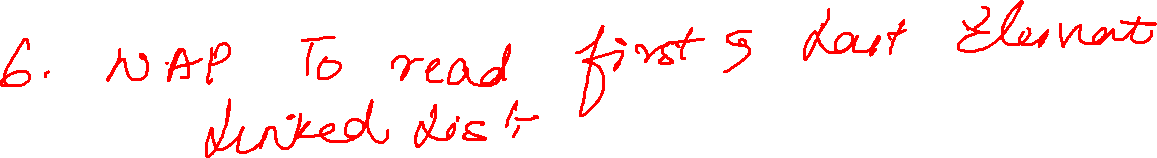 6. WAP To read first & Last Element
Linked List